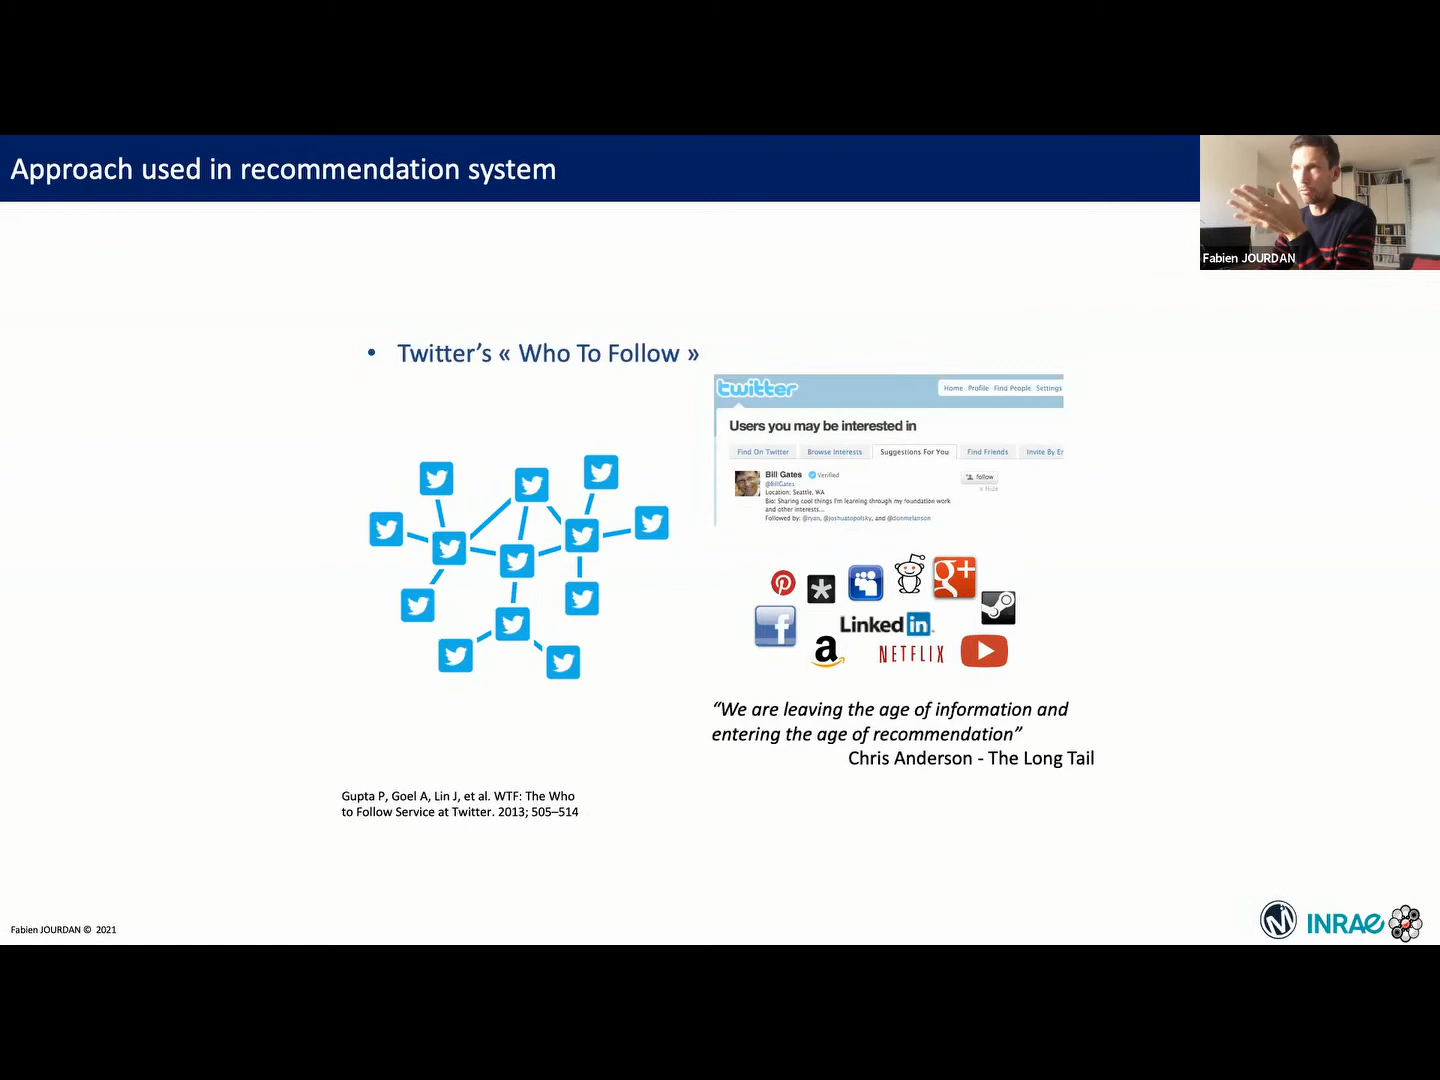 Approach used in recommendation system
Fabien JOURDAN
• Twitter's « Who To Follow »
twitter
Home Profile Find People Settings
Users you may be interested in
Find On Twitter Browse Interests Suggestions For You Find Friends Invite By Er
Bill Gates Verified
follow
@BillGates
Hide
Location: Seattle, WA
Bio: Sharing cool things I'm learning through my foundation work
and other interests...
Followed by: @ryan, @joshuatopolsky, and @donmelanson
g+
f
Linked in
a
NETFLIX
"We are leaving the age of information and
entering the age of recommendation"
Chris Anderson - The Long Tail
Gupta P, Goel A, Lin J, et al. WTF: The Who
to Follow Service at Twitter. 2013; 505–514
Fabien JOURDAN © 2021
M
INRAE